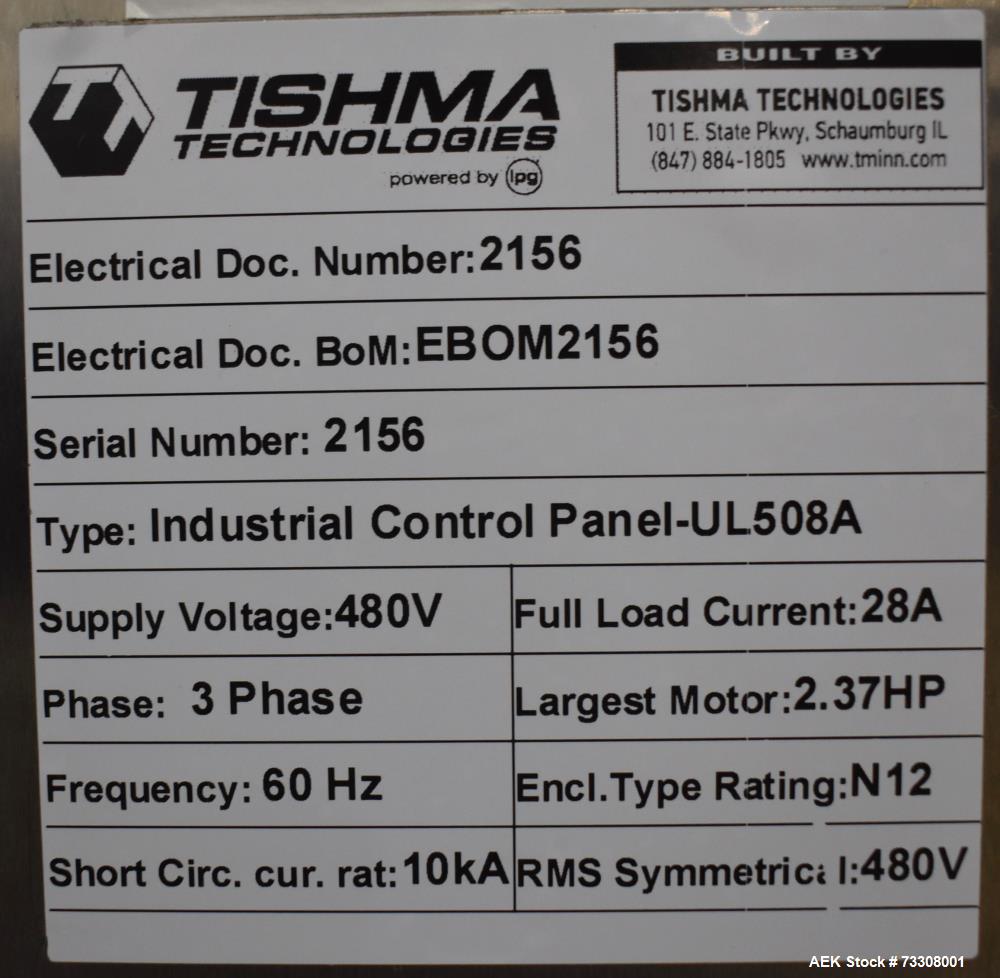 TISHMA
TECHNOLOGIES
powered by lpg
BUILT BY
TISHMA TECHNOLOGIES
101 E. State Pkwy, Schaumburg IL
(847) 884-1805 www.tminn.com
Electrical Doc. Number: 2156
Electrical Doc. BoM: EBOM2156
Serial Number: 2156
Type: Industrial Control Panel-UL508A
Supply Voltage: 480V
Full Load Current: 28A
Phase: 3 Phase
Largest Motor: 2.37HP
Frequency: 60 Hz
Encl.Type Rating: N12
Short Circ. cur. rat: 10kA
RMS Symmetrical: 480V
AEK Stock # 73308001